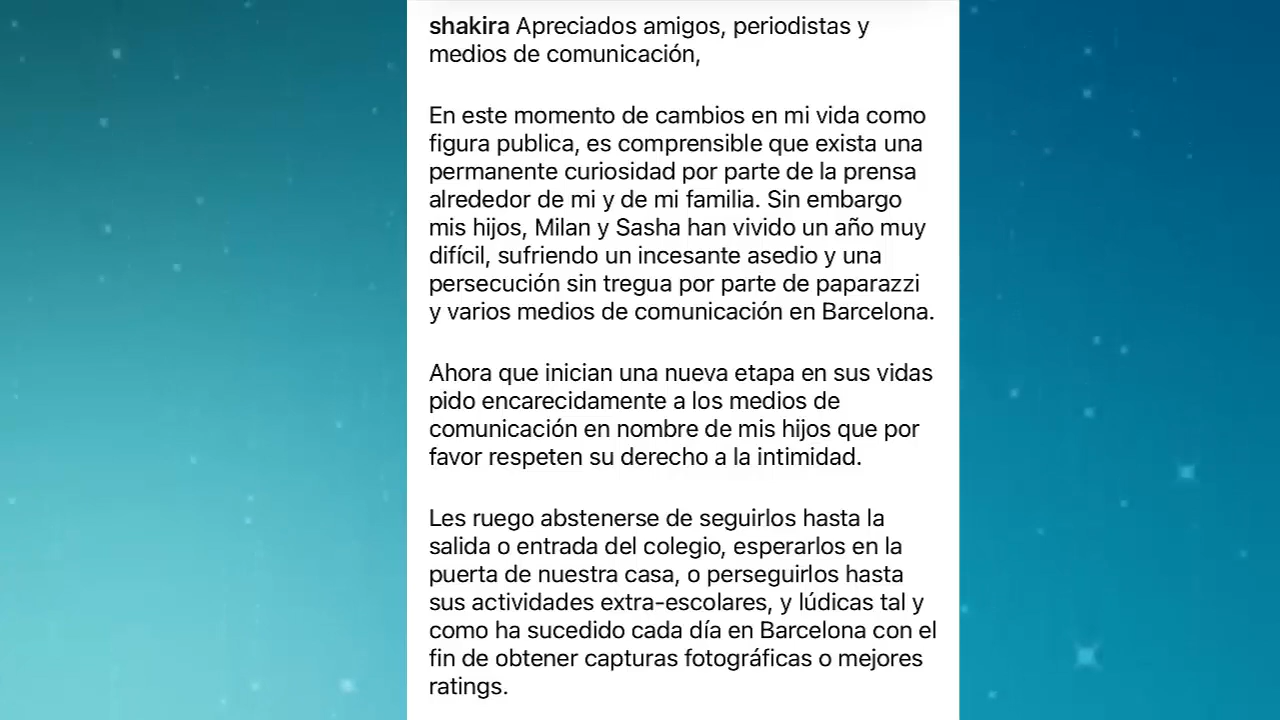 shakira Apreciados amigos, periodistas y
medios de comunicación,
En este momento de cambios en mi vida como
figura publica, es comprensible que exista una
permanente curiosidad por parte de la prensa
alrededor de mi y de mi familia. Sin embargo
mis hijos, Milan y Sasha han vivido un año muy
difícil, sufriendo un incesante asedio y una
persecución sin tregua por parte de paparazzi
y varios medios de comunicación en Barcelona.
Ahora que inician una nueva etapa en sus vidas
pido encarecidamente a los medios de
comunicación en nombre de mis hijos que por
favor respeten su derecho a la intimidad.
Les ruego abstenerse de seguirlos hasta la
salida o entrada del colegio, esperarlos en la
puerta de nuestra casa, o perseguirlos hasta
sus actividades extra-escolares, y lúdicas tal y
como ha sucedido cada día en Barcelona con el
fin de obtener capturas fotográficas o mejores
ratings.